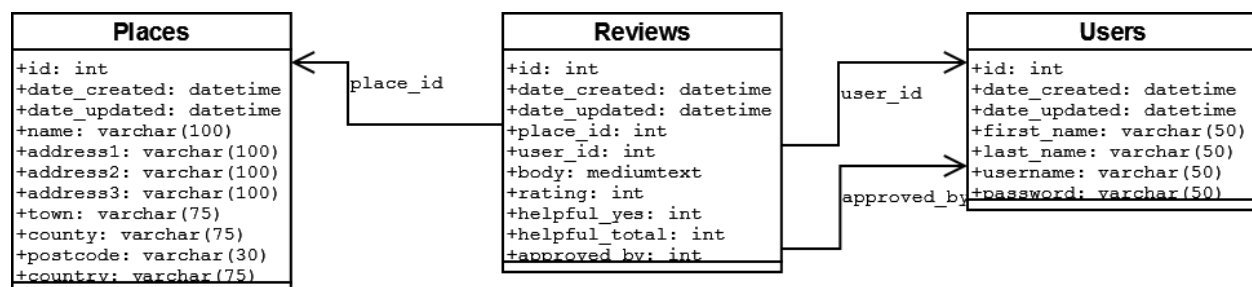 Places
+id: int
+date_created: datetime
+date_updated: datetime
+name: varchar(100)
+address1: varchar(100)
+address2: varchar(100)
+address3: varchar(100)
+town: varchar(75)
+county: varchar(75)
+postcode: varchar(30)
+country: varchar(75)
place_id
Reviews
+id: int
+date_created: datetime
+date_updated: datetime
+place_id: int
+user_id: int
+body: mediumtext
+rating: int
+helpful_yes: int
+helpful_total: int
+approved_by: int
user_id
approved_by
Users
+id: int
+date_created: datetime
+date_updated: datetime
+first_name: varchar(50)
+last_name: varchar(50)
+username: varchar(50)
+password: varchar(50)